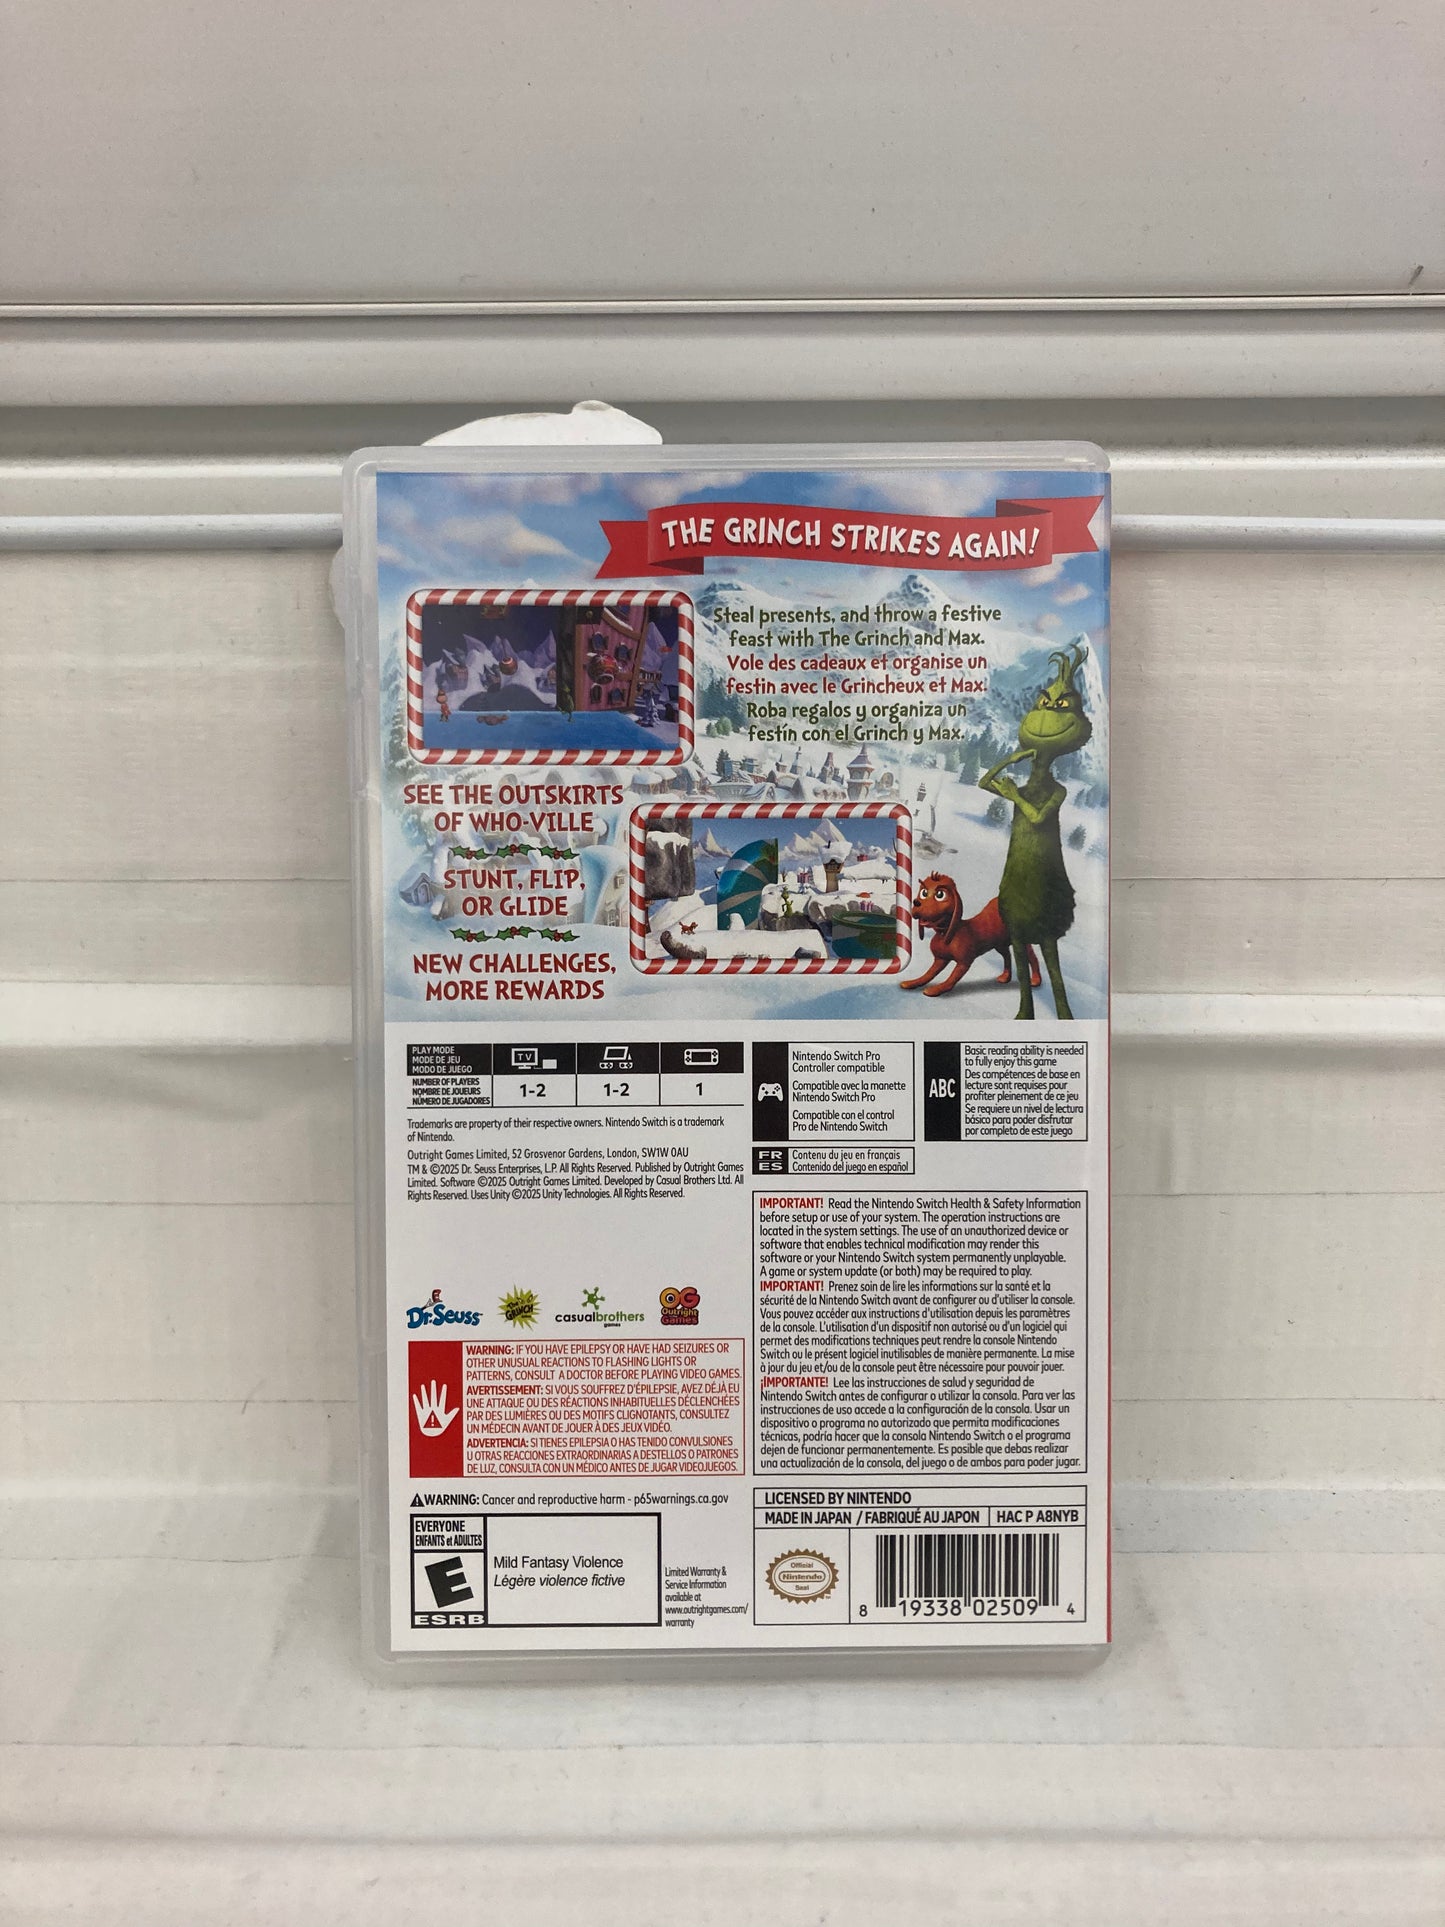 THE GRINCH STRIKES AGAIN!
Steal presents, and throw a festive
feast with The Grinch and Max.
Vole des cadeaux et organise un
festin avec le Grincheux et Max.
Roba regalos y organiza un
festín con el Grinch y Max.
SEE THE OUTSKIRTS
OF WHO-VILLE
STUNT, FLIP,
OR GLIDE
NEW CHALLENGES,
MORE REWARDS
PLAY MODE
MODE DE JEU
MODO DE JUEGO
TV
NUMBER OF PLAYERS
NOMBRE DE JOUEURS
NÚMERO DE JUGADORES
1-2
1-2
1
Trademarks are property of their respective owners. Nintendo Switch is a trademark
of Nintendo.
Outright Games Limited, 52 Grosvenor Gardens, London, SW1W 0AU
TM & ©2025 Dr. Seuss Enterprises, L.P. All Rights Reserved. Published by Outright Games
Limited. Software ©2025 Outright Games Limited. Developed by Casual Brothers Ltd. All
Rights Reserved. Uses Unity ©2025 Unity Technologies. All Rights Reserved.
Nintendo Switch Pro
Controller compatible
Compatible avec la manette
Nintendo Switch Pro
Compatible con el control
Pro de Nintendo Switch
ABC
Basic reading ability is needed
to fully enjoy this game
Des compétences de base en
lecture sont requises pour
profiter pleinement de ce jeu
Se requiere un nivel de lectura
básico para poder disfrutar
por completo de este juego
FR
ES
Contenu du jeu en français
Contenido del juego en español
IMPORTANT! Read the Nintendo Switch Health & Safety Information
before setup or use of your system. The operation instructions are
located in the system settings. The use of an unauthorized device or
software that enables technical modification may render this
software or your Nintendo Switch system permanently unplayable.
A game or system update (or both) may be required to play.
IMPORTANT! Prenez soin de lire les informations sur la santé et la
sécurité de la Nintendo Switch avant de configurer ou d'utiliser la console.
Vous pouvez accéder aux instructions d'utilisation depuis les paramètres
de la console. L'utilisation d'un dispositif non autorisé ou d'un logiciel qui
permet des modifications techniques peut rendre la console Nintendo
Switch ou le présent logiciel inutilisables de manière permanente. La mise
à jour du jeu et/ou de la console peut être nécessaire pour pouvoir jouer.
¡IMPORTANTE! Lee las instrucciones de salud y seguridad de
Nintendo Switch antes de configurar o utilizar la consola. Para ver las
instrucciones de uso accede a la configuración de la consola. Usar un
dispositivo o programa no autorizado que permita modificaciones
técnicas, podría hacer que la consola Nintendo Switch o el programa
dejen de funcionar permanentemente. Es posible que debas realizar
una actualización de la consola, del juego o de ambos para poder jugar.
Dr. Seuss
The GRINCH
casualbrothers
games
OG
Outright
Games
WARNING: IF YOU HAVE EPILEPSY OR HAVE HAD SEIZURES OR
OTHER UNUSUAL REACTIONS TO FLASHING LIGHTS OR
PATTERNS, CONSULT A DOCTOR BEFORE PLAYING VIDEO GAMES.
AVERTISSEMENT: SI VOUS SOUFFREZ D'ÉPILEPSIE, AVEZ DÉJÀ EU
UNE ATTAQUE OU DES RÉACTIONS INHABITUELLES DÉCLENCHÉES
PAR DES LUMIÈRES OU DES MOTIFS CLIGNOTANTS, CONSULTEZ
UN MÉDECIN AVANT DE JOUER À DES JEUX VIDÉO.
ADVERTENCIA: SI TIENES EPILEPSIA O HAS TENIDO CONVULSIONES
U OTRAS REACCIONES EXTRAORDINARIAS A DESTELLOS O PATRONES
DE LUZ, CONSULTA CON UN MÉDICO ANTES DE JUGAR VIDEOJUEGOS.
WARNING: Cancer and reproductive harm - p65warnings.ca.gov
EVERYONE
ENFANTS et ADULTES
E
ESRB
Mild Fantasy Violence
Légère violence fictive
Limited Warranty &
Service Information
available at
www.outrightgames.com/
warranty
LICENSED BY NINTENDO
MADE IN JAPAN / FABRIQUÉ AU JAPON
HAC P A8NYB
Official
Nintendo
Seal
8 19338 02509 4